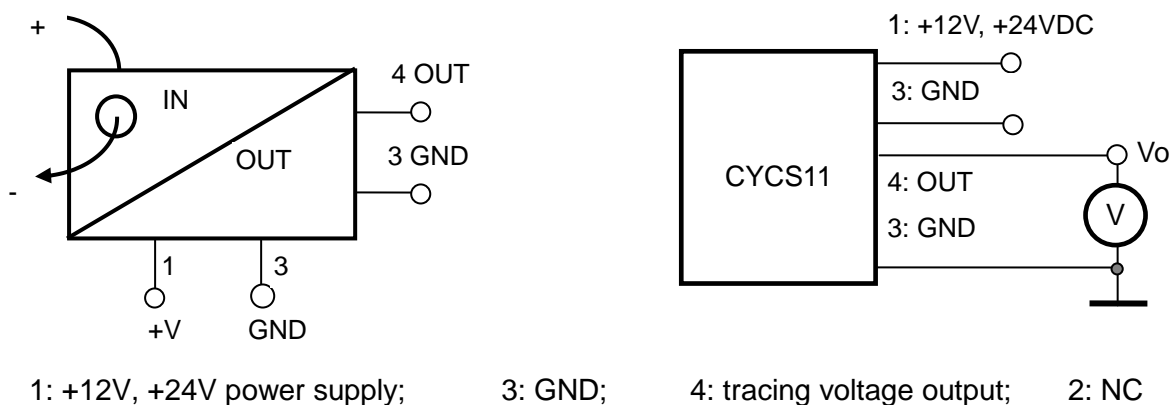 +
IN
OUT
-
4 OUT
3 GND
1
3
+V
GND
1: +12V, +24VDC
3: GND
CYCS11
4: OUT
3: GND
Vo
V
1: +12V, +24V power supply; 3: GND; 4: tracing voltage output; 2: NC